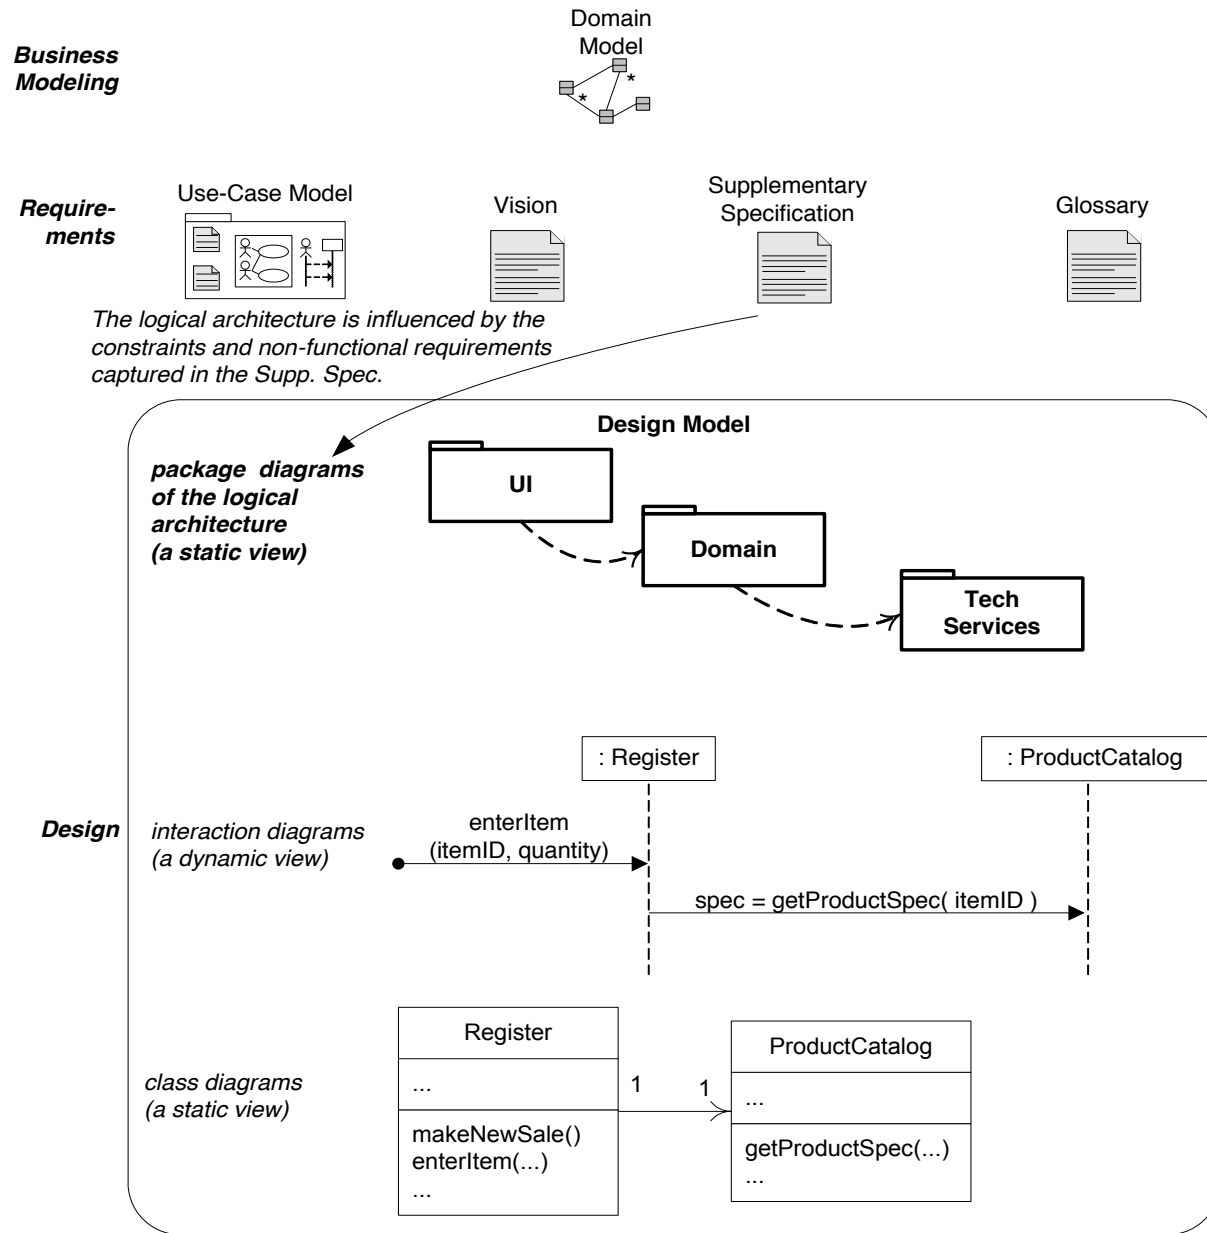 Domain
Model
Business
Modeling
*
*
Require-
ments
Use-Case Model
Vision
Supplementary
Specification
Glossary
The logical architecture is influenced by the
constraints and non-functional requirements
captured in the Supp. Spec.
Design Model
package diagrams
of the logical
architecture
(a static view)
UI
Domain
Tech
Services
: Register
: ProductCatalog
Design
interaction diagrams
(a dynamic view)
enterItem
(itemID, quantity)
spec = getProductSpec( itemID )
class diagrams
(a static view)
Register
...
makeNewSale()
enterItem(...)
...
1
1
ProductCatalog
...
getProductSpec(...)
...